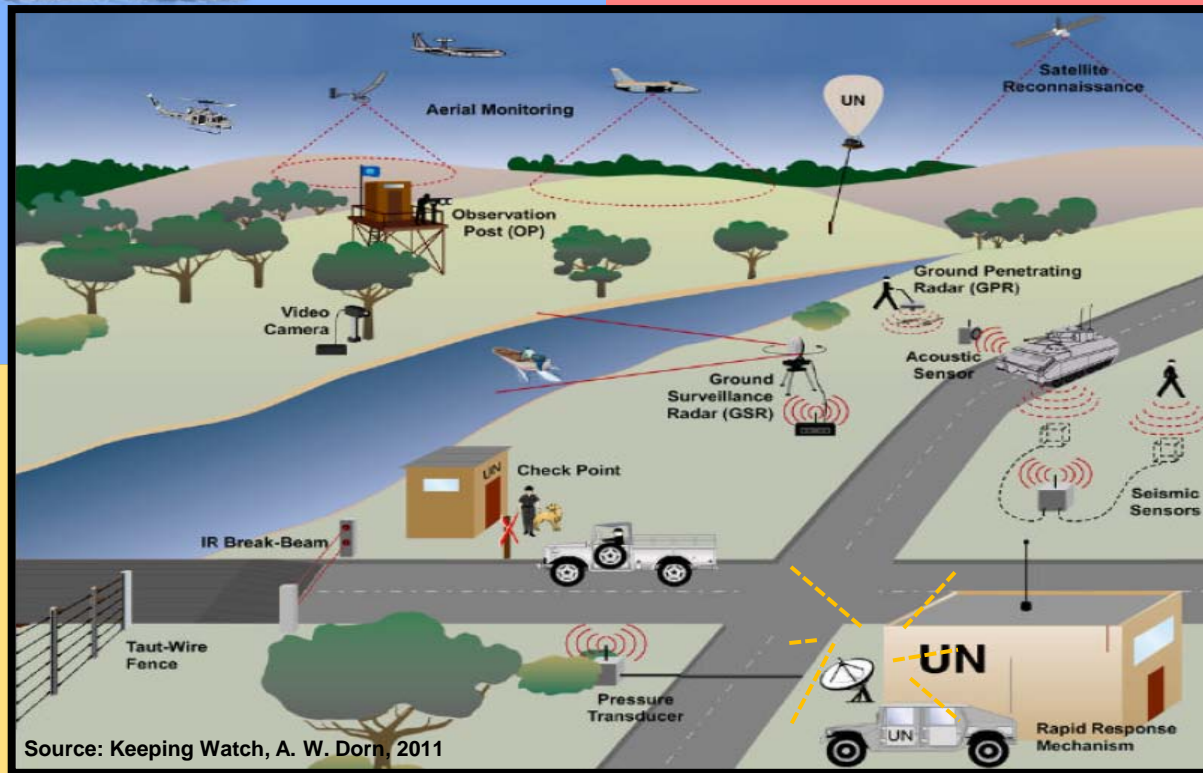 Satellite
Reconnaissance
Aerial Monitoring
UN
Observation
Post (OP)
Ground Penetrating
Radar (GPR)
Video
Camera
Acoustic
Sensor
Ground
Surveillance
Radar (GSR)
UN
Check Point
Seismic
Sensors
IR Break-Beam
Taut-Wire
Fence
UN
Pressure
Transducer
UN
Rapid Response
Mechanism
Source: Keeping Watch, A. W. Dorn, 2011